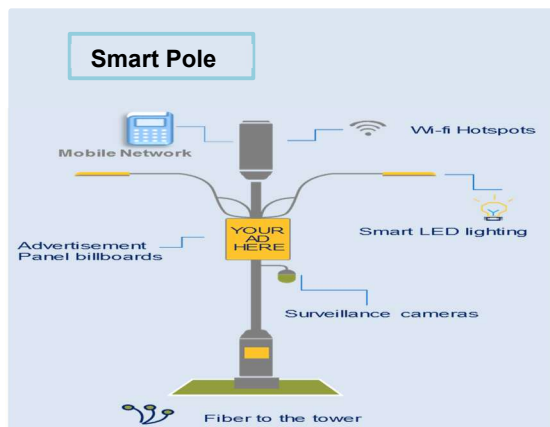 Smart Pole
Mobile Network
Wi-fi Hotspots
YOUR
AD
HERE
Smart LED lighting
Advertisement
Panel billboards
Surveillance cameras
Fiber to the tower